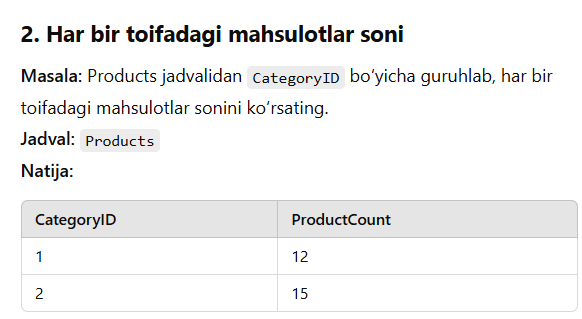 2. Har bir toifadagi mahsulotlar soni
Masala: Products jadvalidan CategoryID bo‘yicha guruhlab, har bir
toifadagi mahsulotlar sonini ko‘rsating.
Jadval: Products
Natija:
CategoryID ProductCount
1 12
2 15